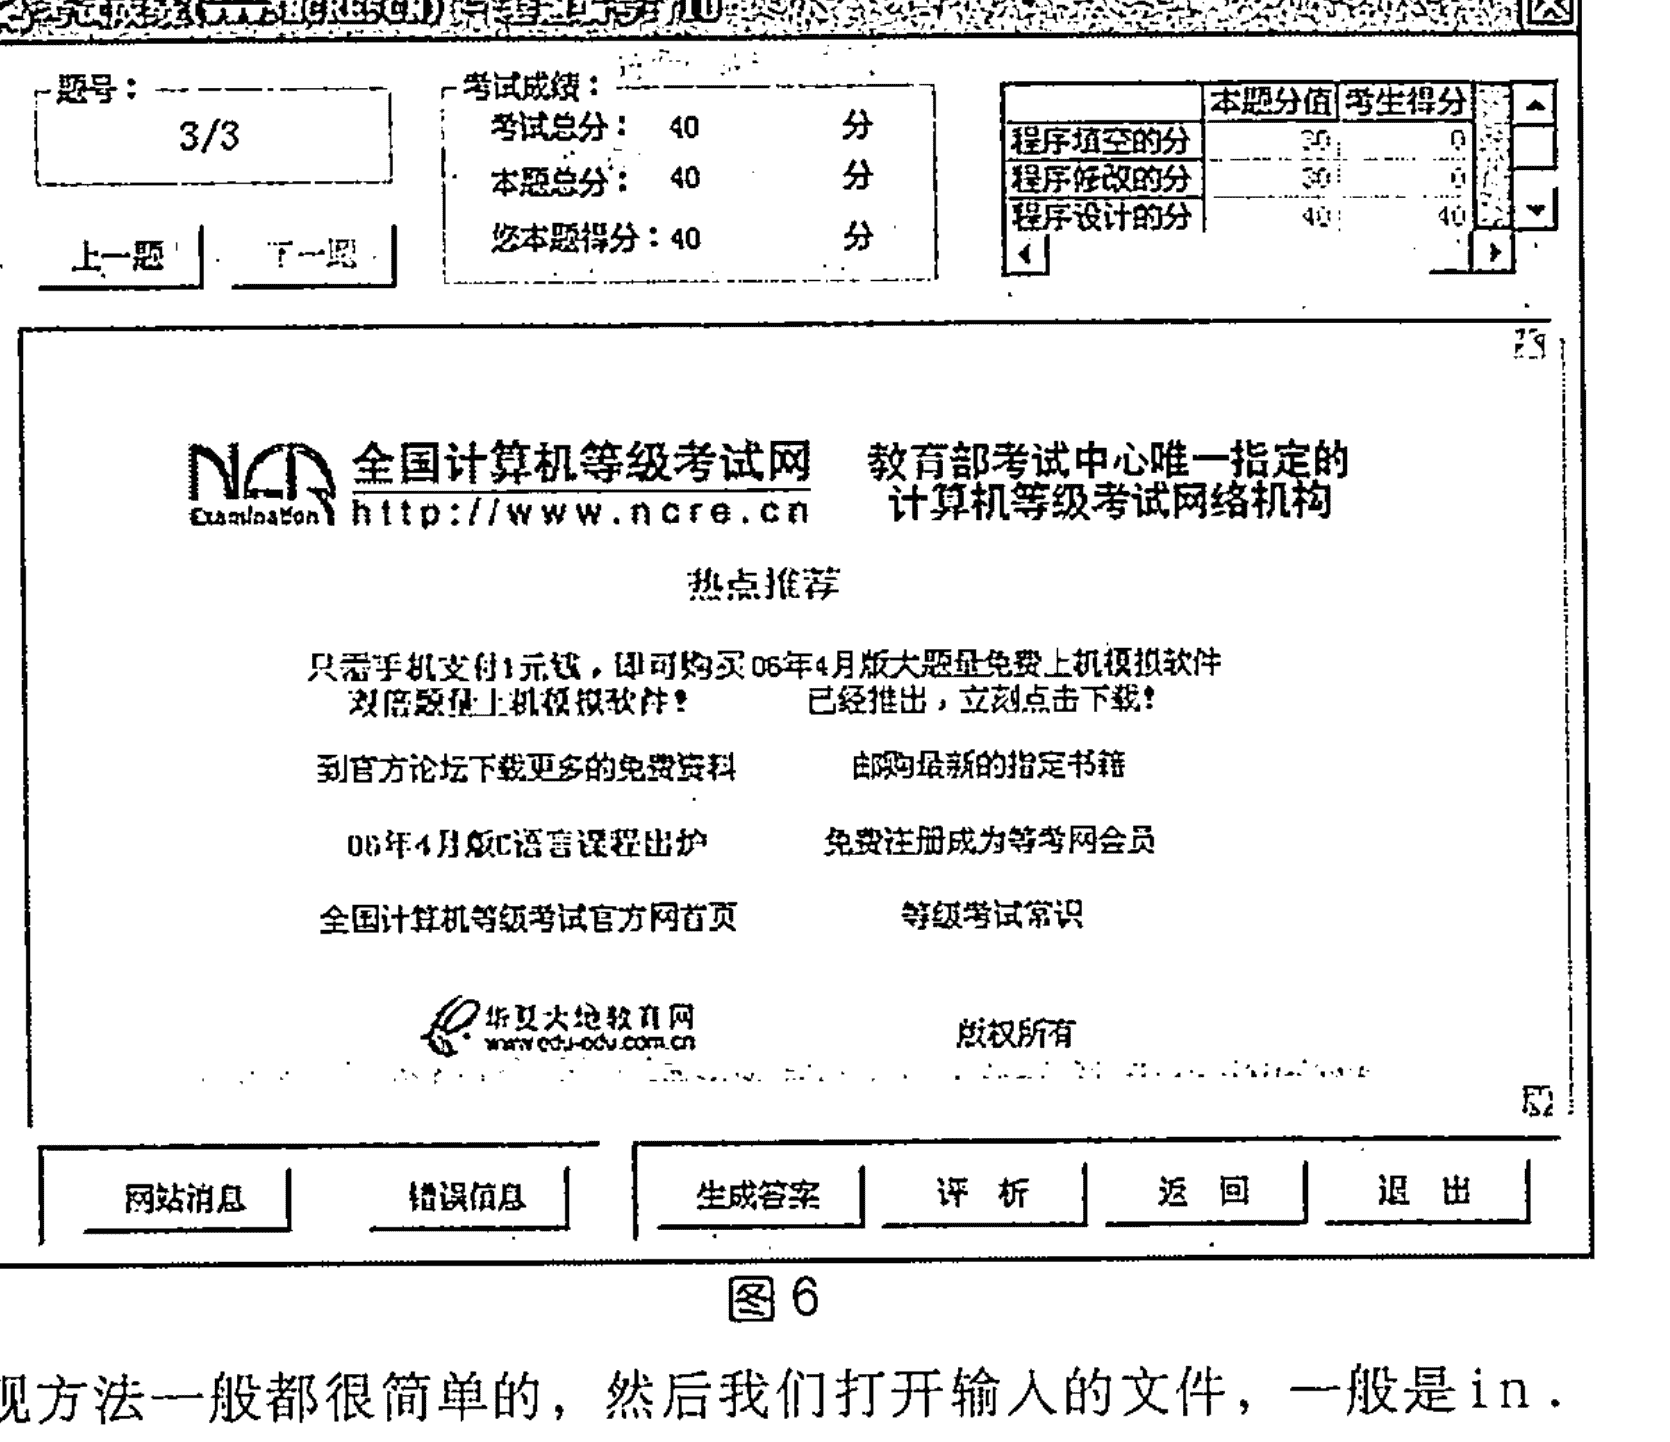 (www.NCRE.CN)
题号：
3/3
上一题
下一题
考试成绩：
考试总分： 40 分
本题总分： 40 分
您本题得分：40 分
本题分值 考生得分
程序填空的分 30 0
程序修改的分 30 0
程序设计的分 40 40
全国计算机等级考试网
Examination
http://www.ncre.cn
教育部考试中心唯一指定的
计算机等级考试网络机构
热点推荐
只需手机支付1元钱，即可购买
双倍题量上机模拟软件！
06年4月版大题量免费上机模拟软件
已经推出，立刻点击下载！
到官方论坛下载更多的免费资料
邮购最新的指定书籍
06年4月版C语言课程出炉
免费注册成为等考网会员
全国计算机等级考试官方网首页
等级考试常识
华夏大地教育网
www.edu-edu.com.cn
版权所有
网站消息
错误信息
生成答案
评 析
返 回
退 出
图 6
现方法一般都很简单的，然后我们打开输入的文件，一般是in.